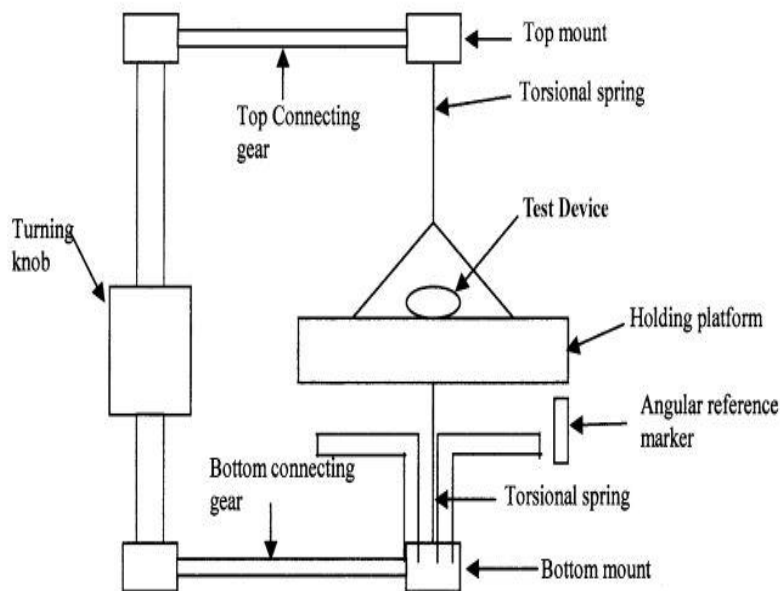 Top mount
Torsional spring
Top Connecting
gear
Test Device
Turning
knob
Holding platform
Angular reference
marker
Bottom connecting
gear
Torsional spring
Bottom mount